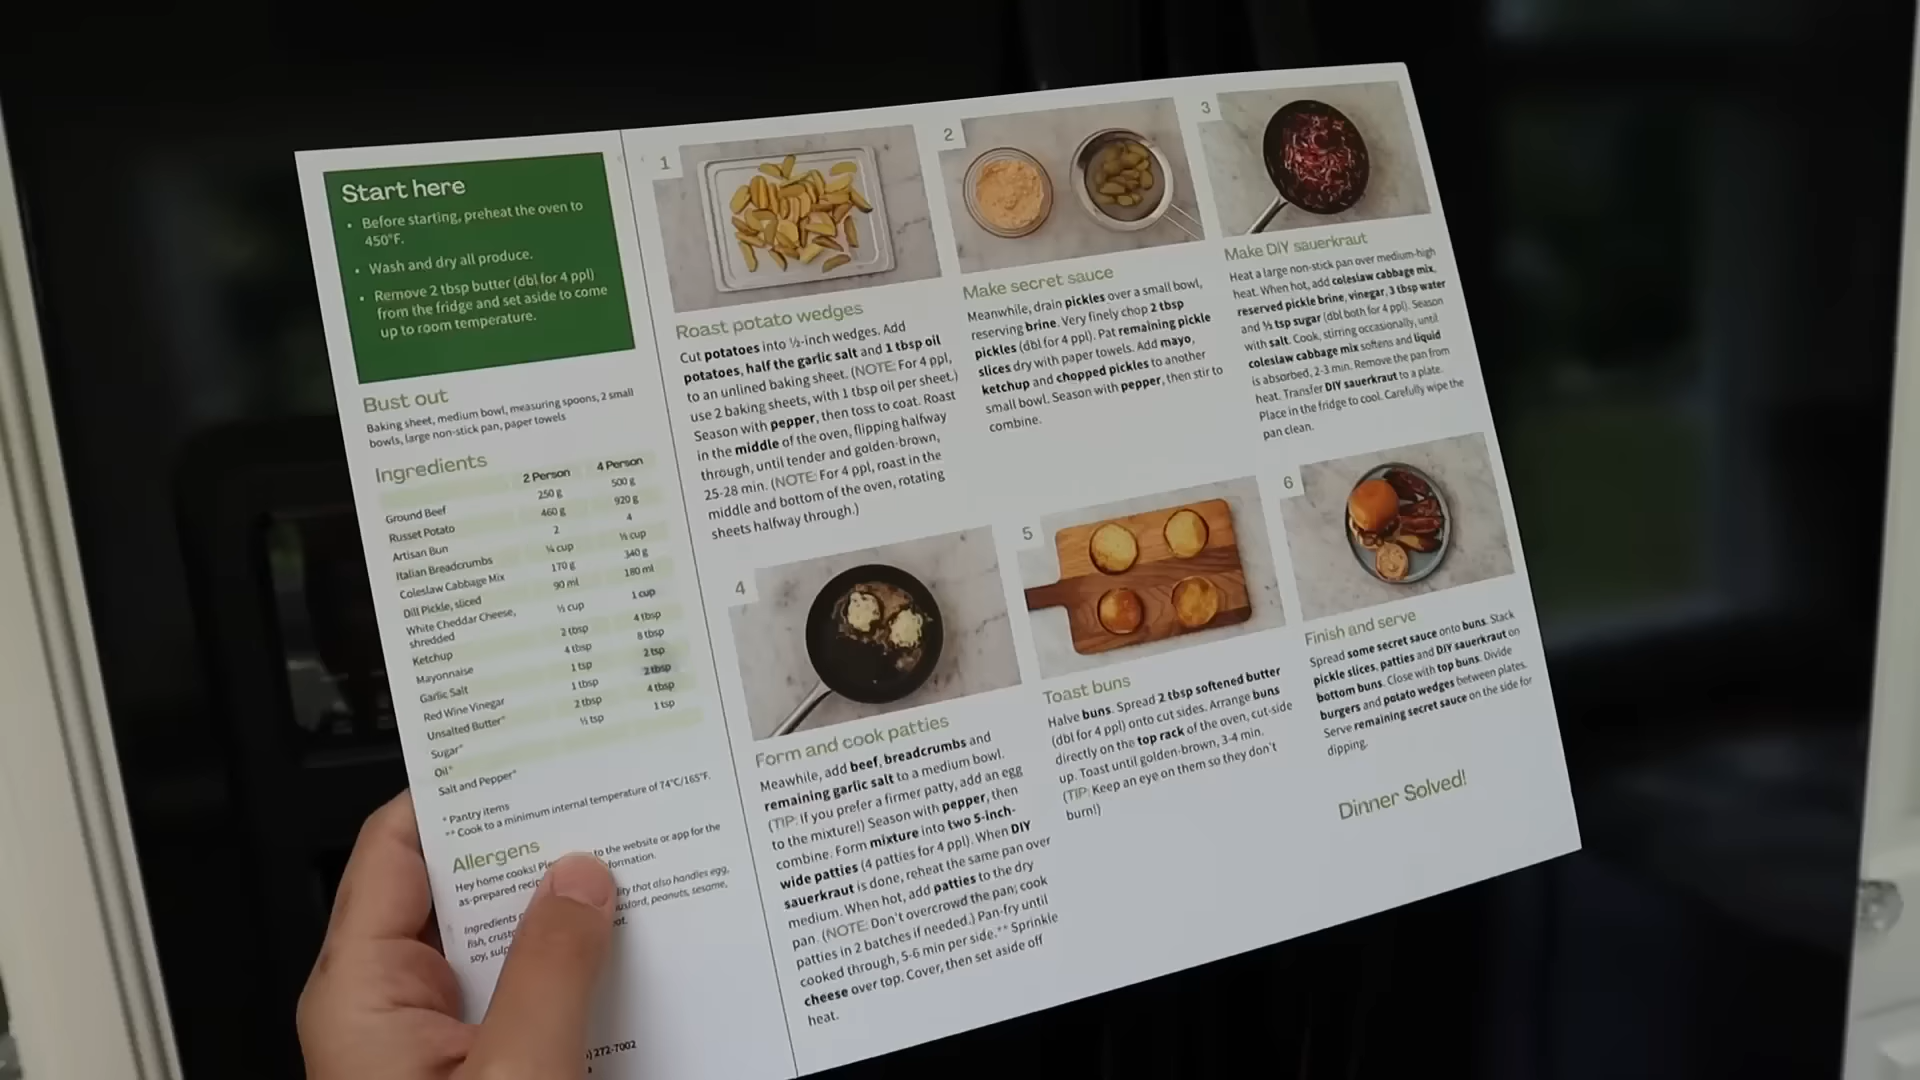 Start here
• Before starting, preheat the oven to
450°F.
• Wash and dry all produce.
• Remove 2 tbsp butter (dbl for 4 ppl)
from the fridge and set aside to come
up to room temperature.
Bust out
Baking sheet, medium bowl, measuring spoons, 2 small
bowls, large non-stick pan, paper towels
Ingredients
2 Person 4 Person
Ground Beef 250 g 500 g
Russet Potato 460 g 920 g
Artisan Bun 2 4
Italian Breadcrumbs ¼ cup ½ cup
Coleslaw Cabbage Mix 170 g 340 g
Dill Pickle, sliced 90 ml 180 ml
White Cheddar Cheese,
shredded ½ cup 1 cup
Ketchup 2 tbsp 4 tbsp
Mayonnaise 4 tbsp 8 tbsp
Garlic Salt 1 tsp 2 tsp
Red Wine Vinegar 1 tbsp 2 tbsp
Unsalted Butter* 2 tbsp 4 tbsp
Sugar* ½ tsp 1 tsp
Oil*
Salt and Pepper*
* Pantry items
** Cook to a minimum internal temperature of 74°C/165°F.
Allergens
Hey home cooks! to the website or app for the
as-prepared
Ingredients that also handles egg,
fish, peanuts, sesame,
soy,
272-7002
1
Roast potato wedges
Cut potatoes into ½-inch wedges. Add
potatoes, half the garlic salt and 1 tbsp oil
to an unlined baking sheet. (NOTE: For 4 ppl,
use 2 baking sheets, with 1 tbsp oil per sheet.)
Season with pepper, then toss to coat. Roast
in the middle of the oven, flipping halfway
through, until tender and golden-brown,
25-28 min. (NOTE: For 4 ppl, roast in the
middle and bottom of the oven, rotating
sheets halfway through.)
2
Make secret sauce
Meanwhile, drain pickles over a small bowl,
reserving brine. Very finely chop 2 tbsp
pickles (dbl for 4 ppl). Pat remaining pickle
slices dry with paper towels. Add mayo,
ketchup and chopped pickles to another
small bowl. Season with pepper, then stir to
combine.
3
Make DIY sauerkraut
Heat a large non-stick pan over medium-high
heat. When hot, add coleslaw cabbage mix,
reserved pickle brine, vinegar, 3 tbsp water
and ½ tsp sugar (dbl both for 4 ppl). Season
with salt. Cook, stirring occasionally, until
coleslaw cabbage mix softens and liquid
is absorbed, 2-3 min. Remove the pan from
heat. Transfer DIY sauerkraut to a plate.
Place in the fridge to cool. Carefully wipe the
pan clean.
4
Form and cook patties
Meawhile, add beef, breadcrumbs and
remaining garlic salt to a medium bowl.
(TIP: If you prefer a firmer patty, add an egg
to the mixture!) Season with pepper, then
combine. Form mixture into two 5-inch-
wide patties (4 patties for 4 ppl). When DIY
sauerkraut is done, reheat the same pan over
medium. When hot, add patties to the dry
pan. (NOTE: Don't overcrowd the pan; cook
patties in 2 batches if needed.) Pan-fry until
cooked through, 5-6 min per side.** Sprinkle
cheese over top. Cover, then set aside off
heat.
5
Toast buns
Halve buns. Spread 2 tbsp softened butter
(dbl for 4 ppl) onto cut sides. Arrange buns
directly on the top rack of the oven, cut-side
up. Toast until golden-brown, 3-4 min.
(TIP: Keep an eye on them so they don't
burn!)
6
Finish and serve
Spread some secret sauce onto buns. Stack
pickle slices, patties and DIY sauerkraut on
bottom buns. Close with top buns. Divide
burgers and potato wedges between plates.
Serve remaining secret sauce on the side for
dipping.
Dinner Solved!